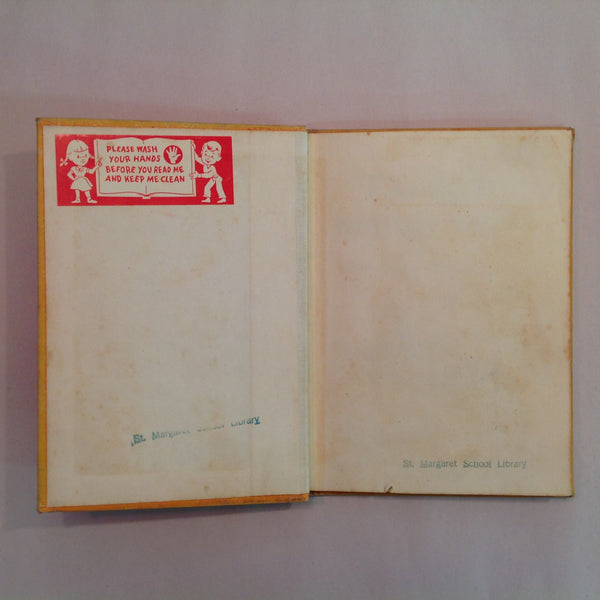 PLEASE WASH
YOUR HANDS
BEFORE YOU READ ME
AND KEEP ME CLEAN
St. Margaret School Library
St. Margaret School Library